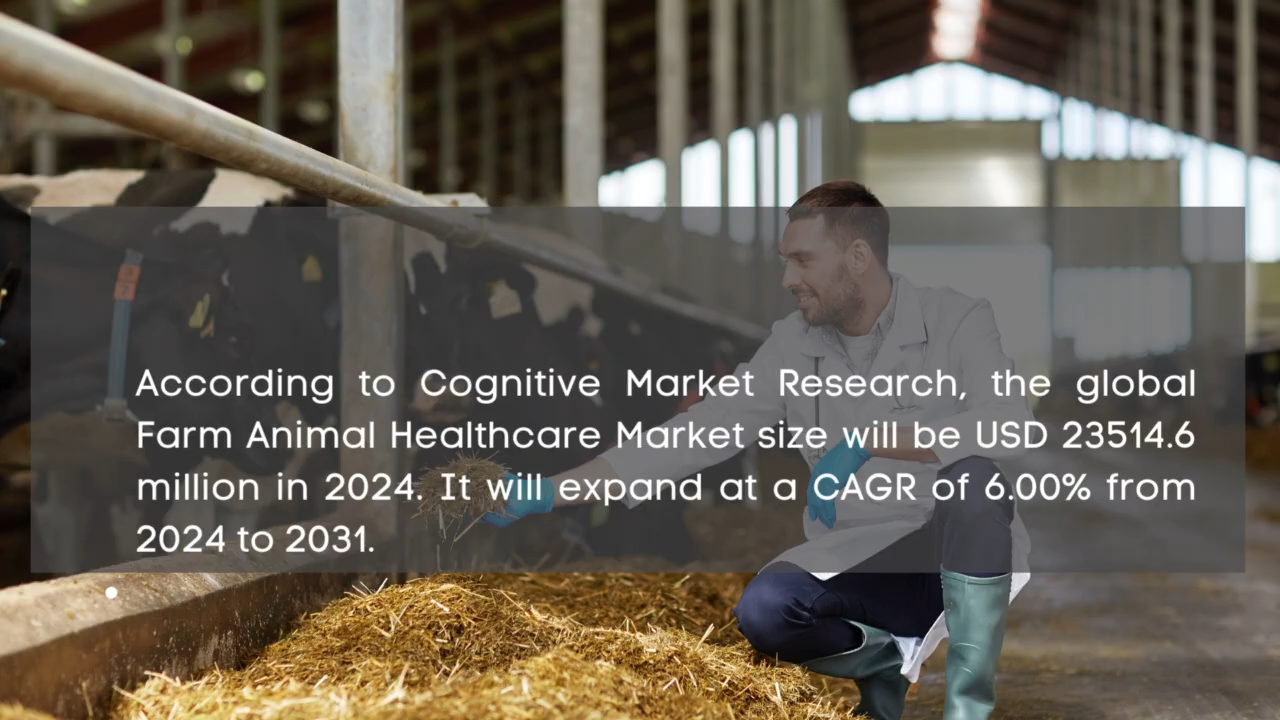 According to Cognitive Market Research, the global
Farm Animal Healthcare Market size will be USD 23514.6
million in 2024. It will expand at a CAGR of 6.00% from
2024 to 2031.